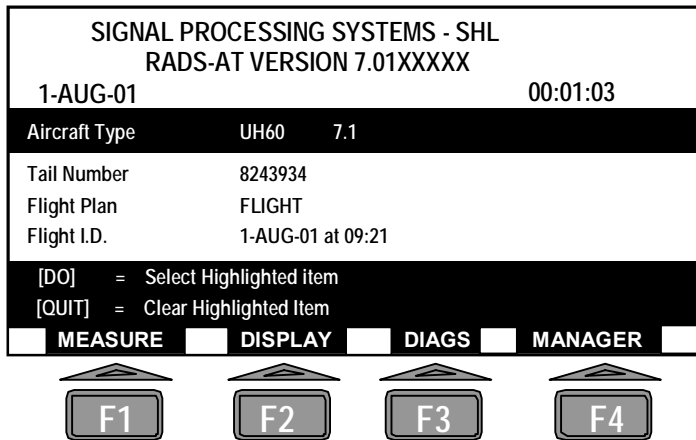 SIGNAL PROCESSING SYSTEMS - SHL
RADS-AT VERSION 7.01XXXXX
1-AUG-01 00:01:03
Aircraft Type UH60 7.1
Tail Number 8243934
Flight Plan FLIGHT
Flight I.D. 1-AUG-01 at 09:21
[DO] = Select Highlighted item
[QUIT] = Clear Highlighted Item
MEASURE DISPLAY DIAGS MANAGER
F1 F2 F3 F4